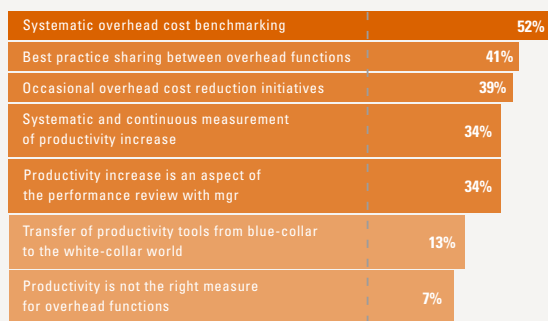 Systematic overhead cost benchmarking 52%
Best practice sharing between overhead functions 41%
Occasional overhead cost reduction initiatives 39%
Systematic and continuous measurement
of productivity increase
34%
Productivity increase is an aspect of
the performance review with mgr
34%
Transfer of productivity tools from blue-collar
to the white-collar world
13%
Productivity is not the right measure
for overhead functions
7%